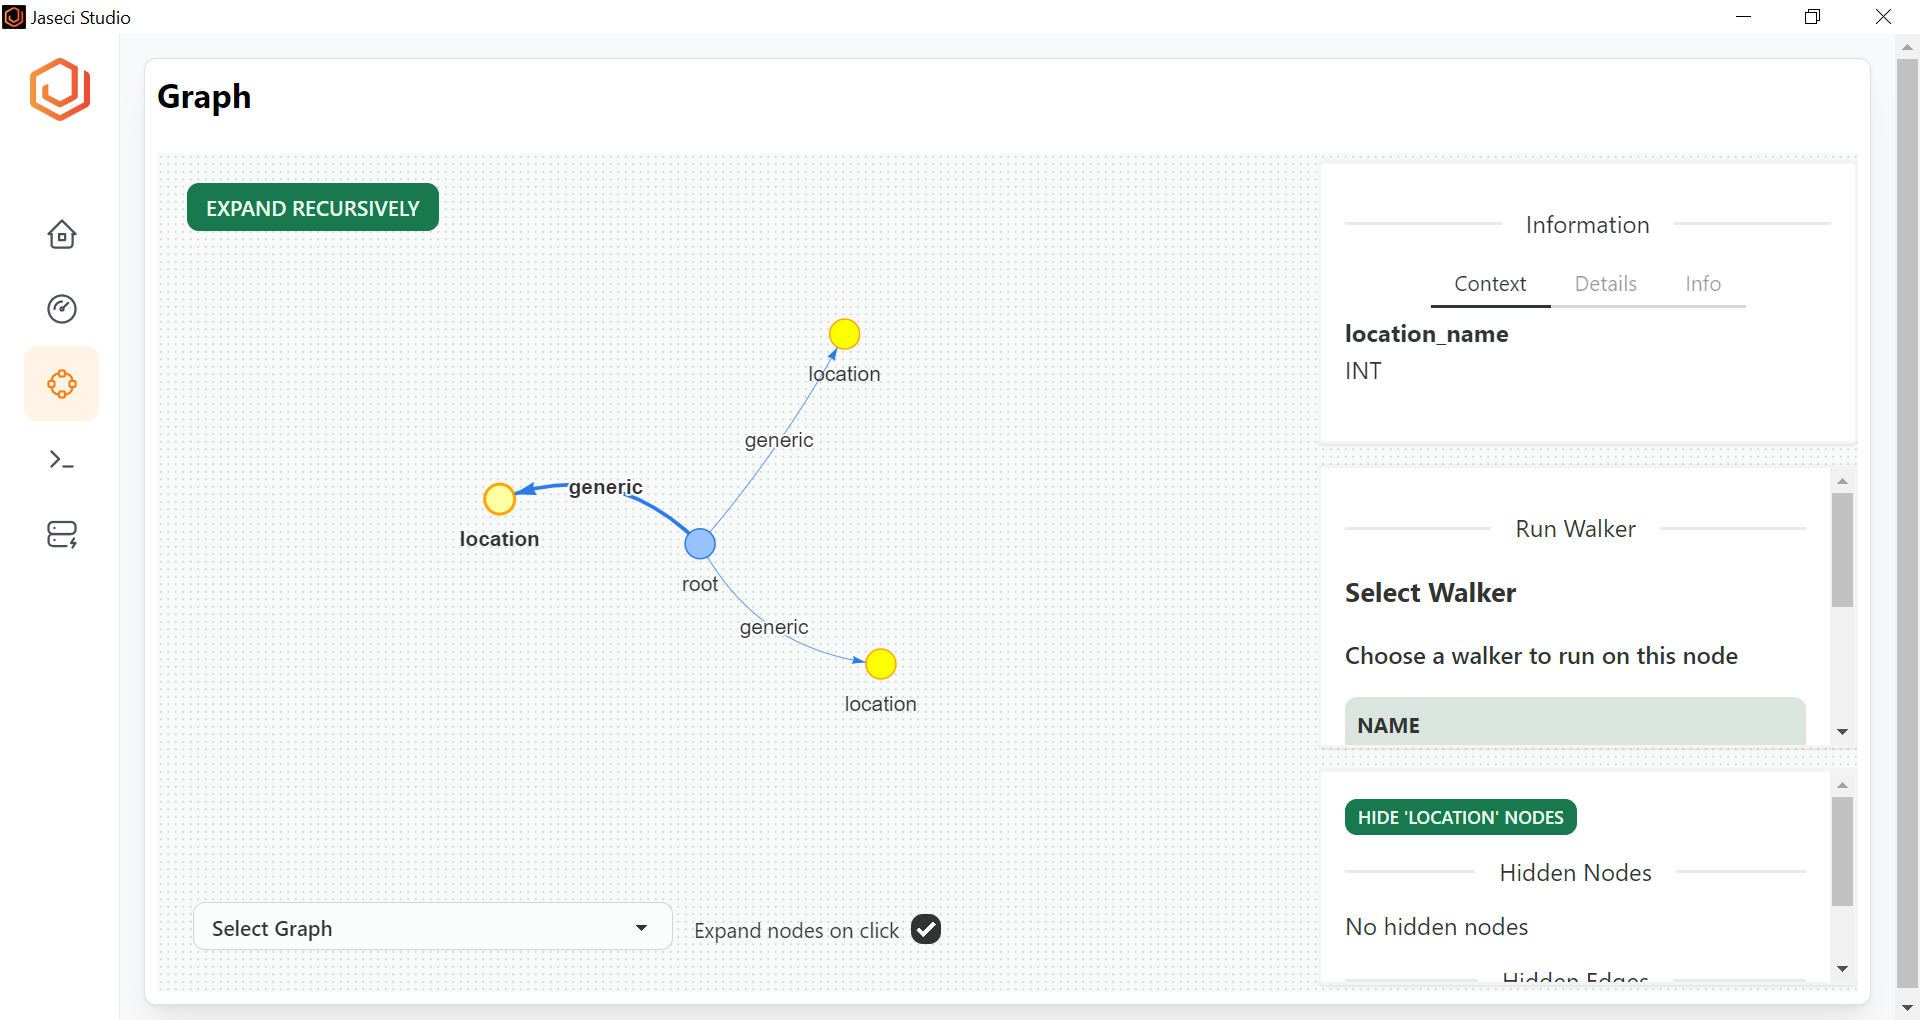 Jaseci Studio
Graph
EXPAND RECURSIVELY
location
generic
generic
location
root
generic
location
Select Graph
Expand nodes on click
Information
Context Details Info
location_name
INT
Run Walker
Select Walker
Choose a walker to run on this node
NAME
HIDE 'LOCATION' NODES
Hidden Nodes
No hidden nodes
Hidden Edges